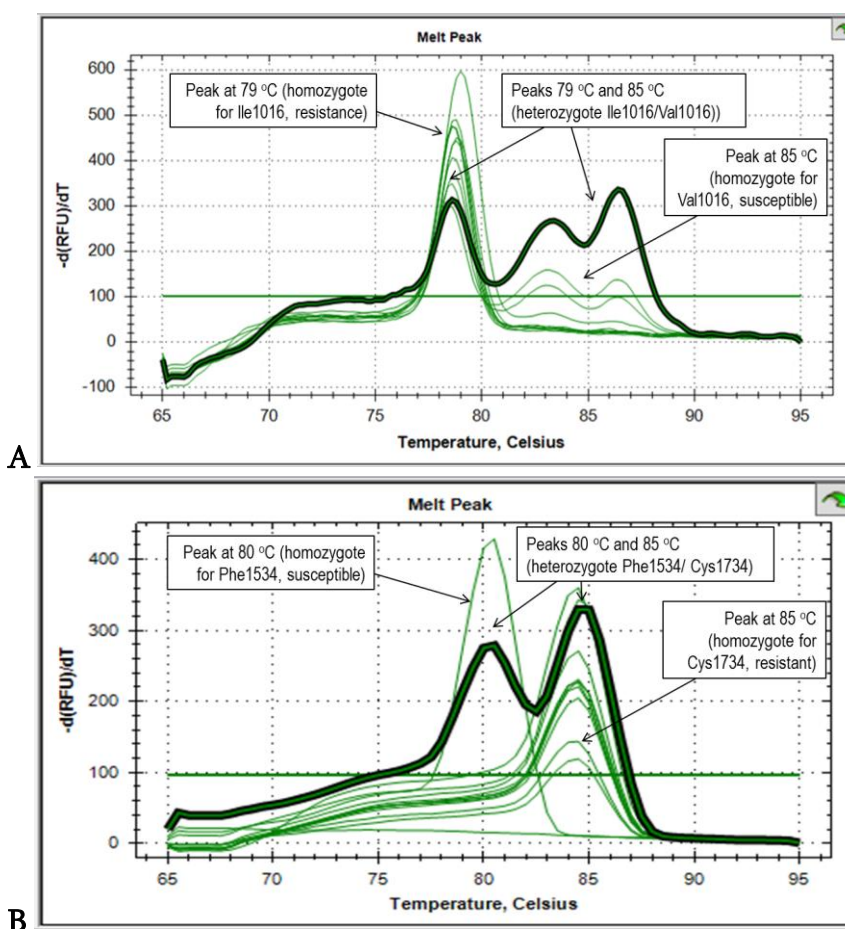 Melt Peak
600
500
400
300
200
100
0
-100
-d(RFU)/dT
Peak at 79 °C (homozygote
for Ile1016, resistance)
Peaks 79 °C and 85 °C
(heterozygote Ile1016/Val1016))
Peak at 85 °C
(homozygote for
Val1016, susceptible)
65 70 75 80 85 90 95
Temperature, Celsius
A
Melt Peak
400
300
200
100
0
-d(RFU)/dT
Peak at 80 °C (homozygote
for Phe1534, susceptible)
Peaks 80 °C and 85 °C
(heterozygote Phe1534/ Cys1734)
Peak at 85 °C
(homozygote for
Cys1734, resistant)
65 70 75 80 85 90 95
Temperature, Celsius
B